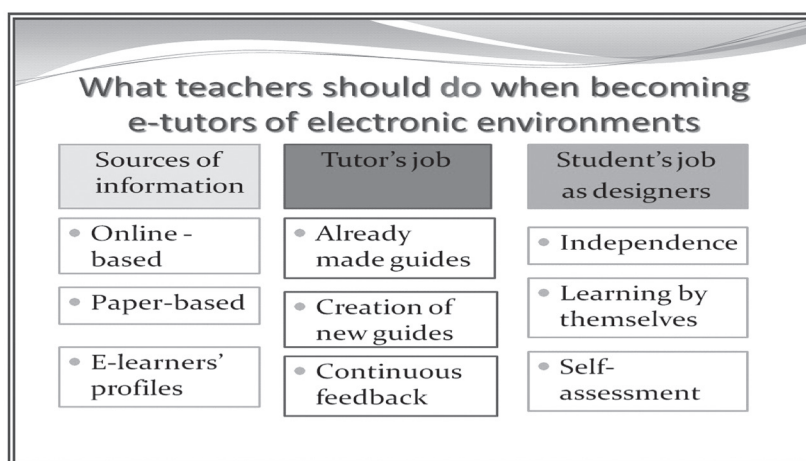 What teachers should do when becoming
e-tutors of electronic environments
Sources of
information
• Online -
based
• Paper-based
• E-learners'
profiles
Tutor's job
• Already
made guides
• Creation of
new guides
• Continuous
feedback
Student's job
as designers
• Independence
• Learning by
themselves
• Self-
assessment